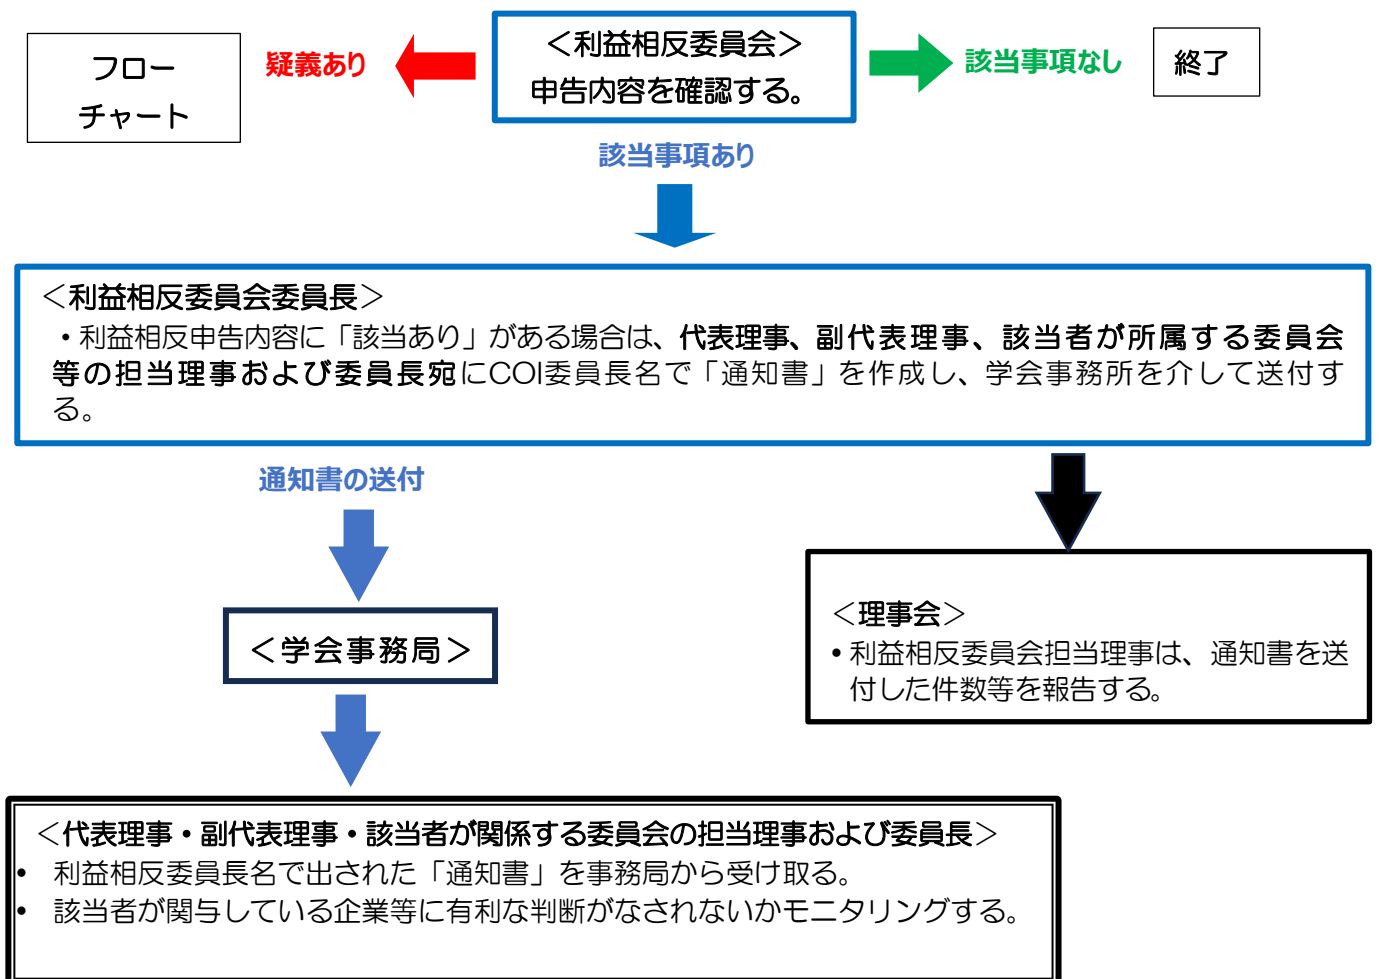 フロー
チャート
疑義あり
＜利益相反委員会＞
申告内容を確認する。
該当事項なし
終了
該当事項あり
＜利益相反委員会委員長＞
・利益相反申告内容に「該当あり」がある場合は、代表理事、副代表理事、該当者が所属する委員会
等の担当理事および委員長宛にCOI委員長名で「通知書」を作成し、学会事務所を介して送付す
る。
通知書の送付
＜学会事務局＞
＜理事会＞
•利益相反委員会担当理事は、通知書を送
付した件数等を報告する。
＜代表理事・副代表理事・該当者が関係する委員会の担当理事および委員長＞
• 利益相反委員長名で出された「通知書」を事務局から受け取る。
• 該当者が関与している企業等に有利な判断がなされないかモニタリングする。